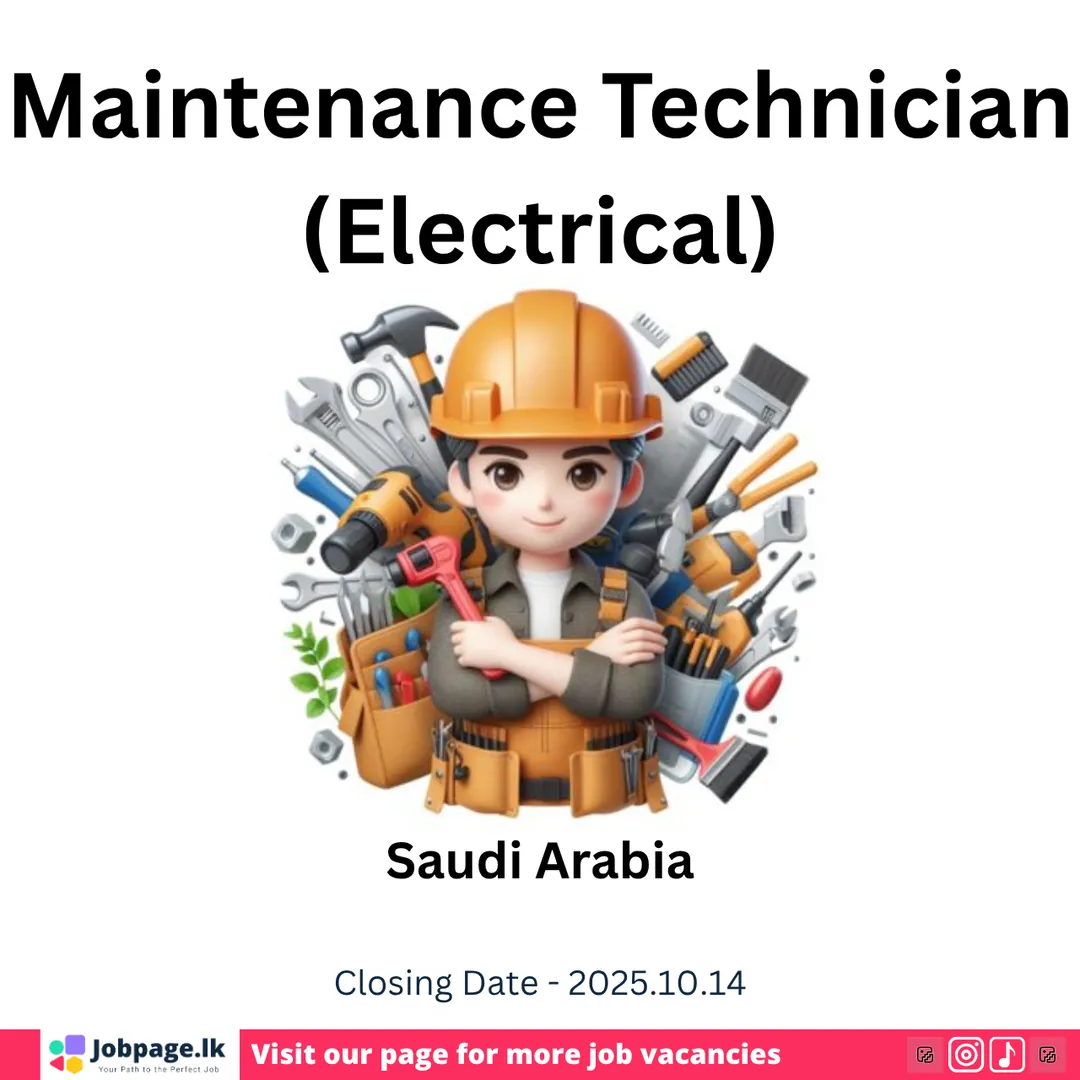 Maintenance Technician
(Electrical)
Saudi Arabia
Closing Date - 2025.10.14
Jobpage.lk
Your Path to the Perfect Job
Visit our page for more job vacancies